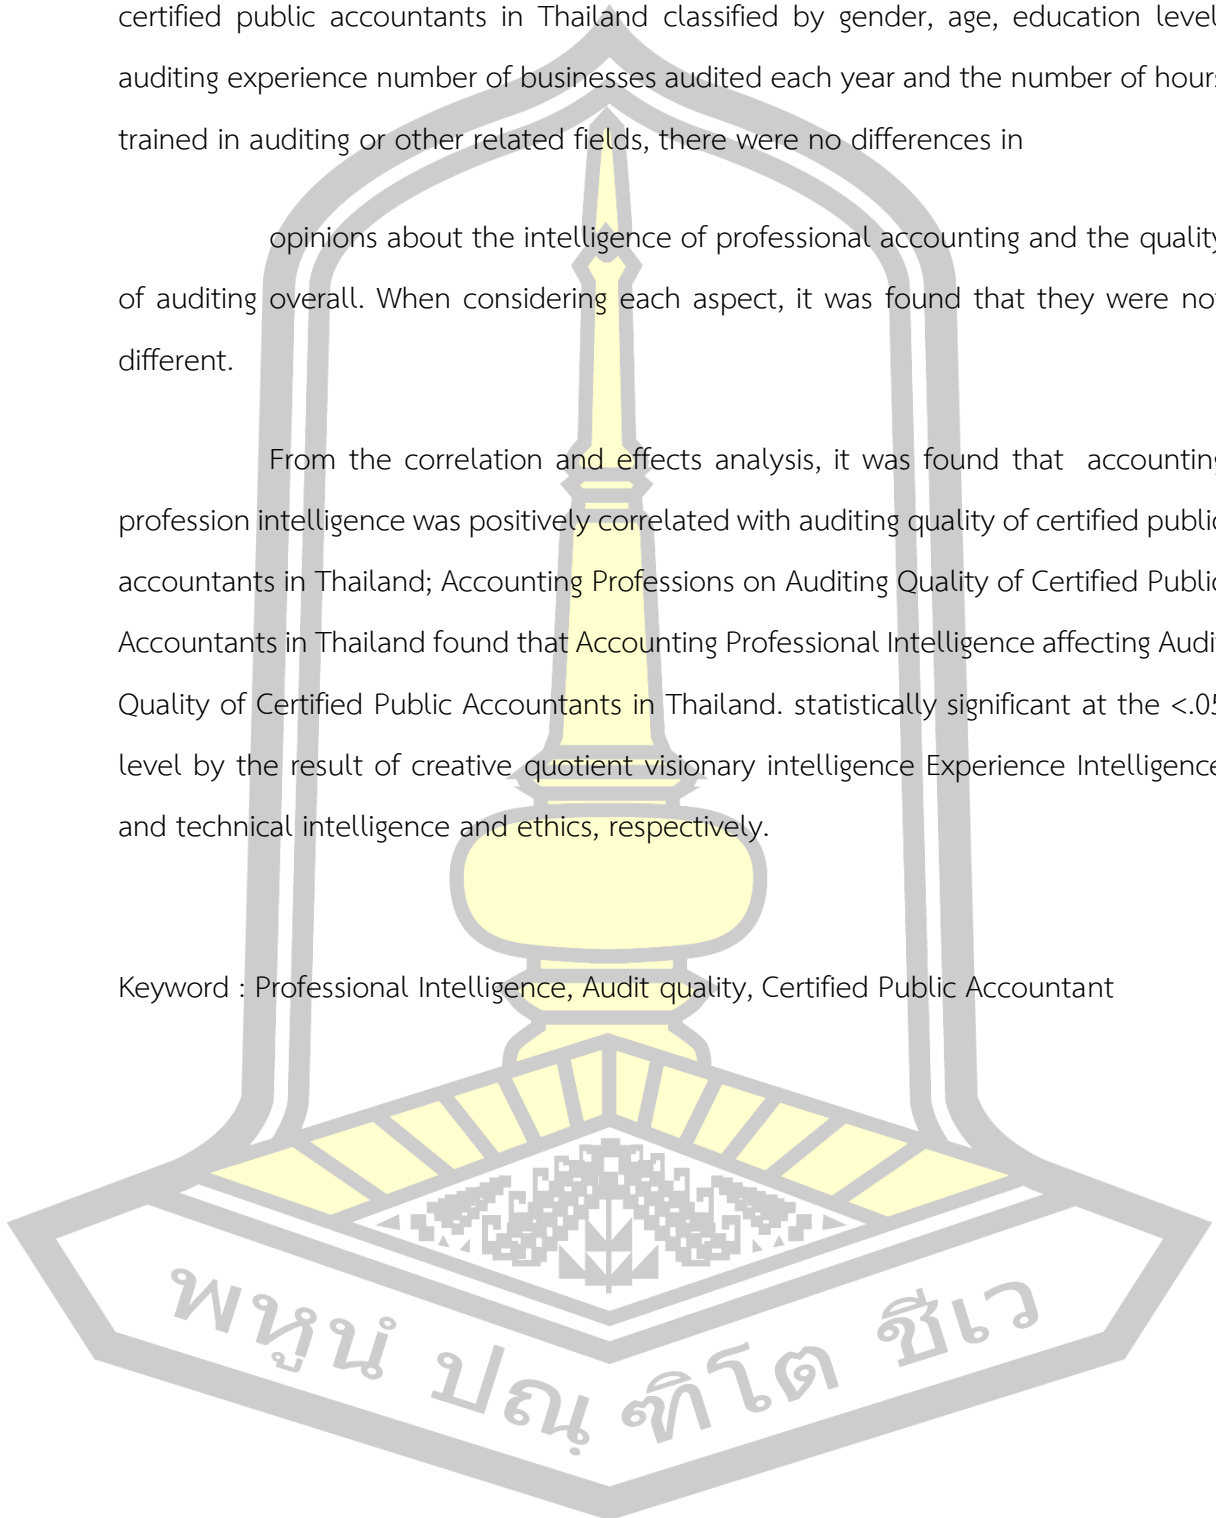 certified public accountants in Thailand classified by gender, age, education level
auditing experience number of businesses audited each year and the number of hours
trained in auditing or other related fields, there were no differences in
opinions about the intelligence of professional accounting and the quality
of auditing overall. When considering each aspect, it was found that they were not
different.
From the correlation and effects analysis, it was found that accounting
profession intelligence was positively correlated with auditing quality of certified public
accountants in Thailand; Accounting Professions on Auditing Quality of Certified Public
Accountants in Thailand found that Accounting Professional Intelligence affecting Audit
Quality of Certified Public Accountants in Thailand. statistically significant at the <.05
level by the result of creative quotient visionary intelligence Experience Intelligence
and technical intelligence and ethics, respectively.
Keyword : Professional Intelligence, Audit quality, Certified Public Accountant
พหูนํ ปณฺฑิโต ชีเว